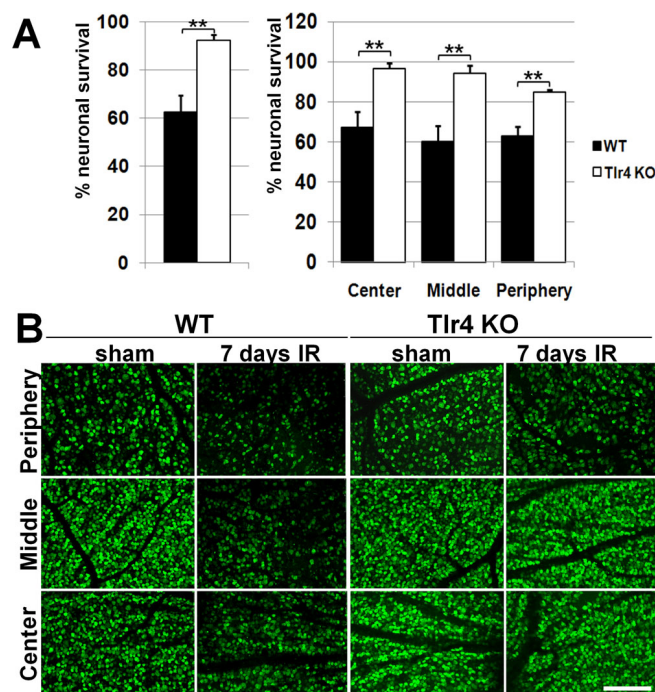 A
% neuronal survival
100
80
60
40
20
0
**
% neuronal survival
120
100
80
60
40
20
0
**
**
**
Center Middle Periphery
WT
Tlr4 KO
B
WT Tlr4 KO
sham 7 days IR sham 7 days IR
Periphery
Middle
Center